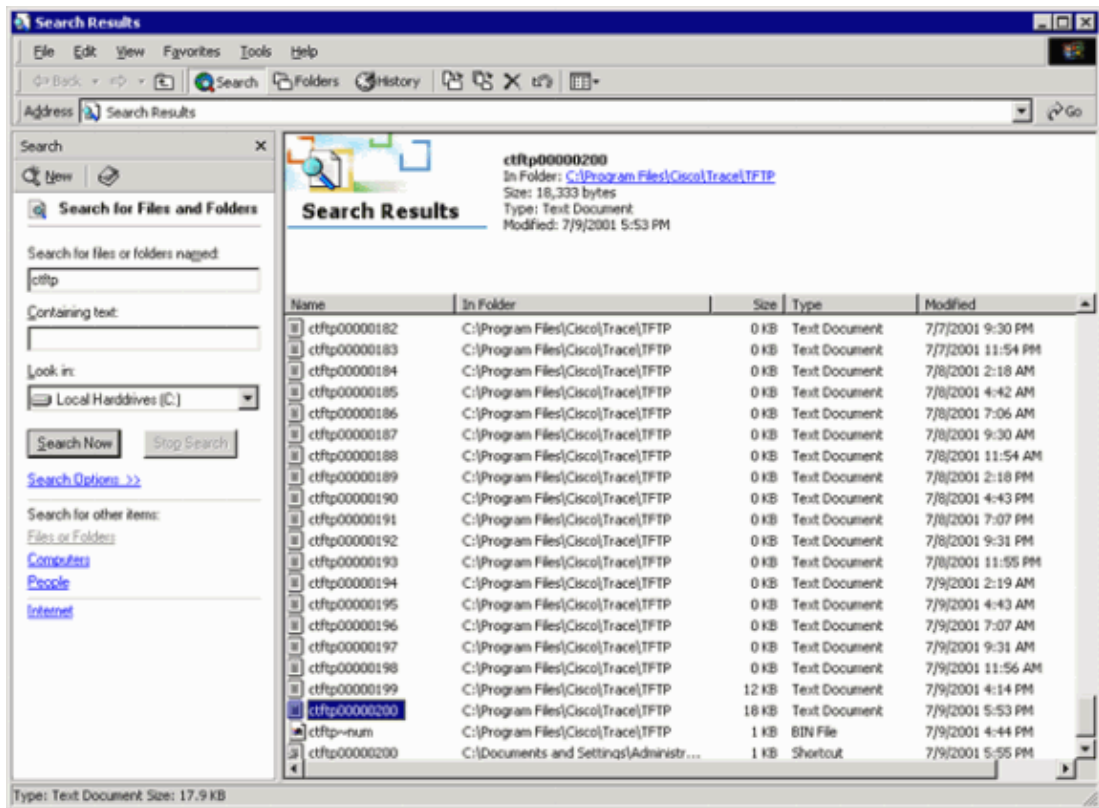 Search Results
File Edit View Favorites Tools Help
Back Search Folders History
Address Search Results Go
Search
New
Search for Files and Folders
Search for files or folders named:
ctftp
Containing text:
Look in:
Local Harddrives (C:)
Search Now Stop Search
Search Options >>
Search for other items:
Files or Folders
Computers
People
Internet
Search Results
ctftp00000200
In Folder: C:\Program Files\Cisco\Trace\TFTP
Size: 18,333 bytes
Type: Text Document
Modified: 7/9/2001 5:53 PM
Name In Folder Size Type Modified
ctftp00000182 C:\Program Files\Cisco\Trace\TFTP 0 KB Text Document 7/7/2001 9:30 PM
ctftp00000183 C:\Program Files\Cisco\Trace\TFTP 0 KB Text Document 7/7/2001 11:54 PM
ctftp00000184 C:\Program Files\Cisco\Trace\TFTP 0 KB Text Document 7/8/2001 2:18 AM
ctftp00000185 C:\Program Files\Cisco\Trace\TFTP 0 KB Text Document 7/8/2001 4:42 AM
ctftp00000186 C:\Program Files\Cisco\Trace\TFTP 0 KB Text Document 7/8/2001 7:06 AM
ctftp00000187 C:\Program Files\Cisco\Trace\TFTP 0 KB Text Document 7/8/2001 9:30 AM
ctftp00000188 C:\Program Files\Cisco\Trace\TFTP 0 KB Text Document 7/8/2001 11:54 AM
ctftp00000189 C:\Program Files\Cisco\Trace\TFTP 0 KB Text Document 7/8/2001 2:18 PM
ctftp00000190 C:\Program Files\Cisco\Trace\TFTP 0 KB Text Document 7/8/2001 4:43 PM
ctftp00000191 C:\Program Files\Cisco\Trace\TFTP 0 KB Text Document 7/8/2001 7:07 PM
ctftp00000192 C:\Program Files\Cisco\Trace\TFTP 0 KB Text Document 7/8/2001 9:31 PM
ctftp00000193 C:\Program Files\Cisco\Trace\TFTP 0 KB Text Document 7/8/2001 11:55 PM
ctftp00000194 C:\Program Files\Cisco\Trace\TFTP 0 KB Text Document 7/9/2001 2:19 AM
ctftp00000195 C:\Program Files\Cisco\Trace\TFTP 0 KB Text Document 7/9/2001 4:43 AM
ctftp00000196 C:\Program Files\Cisco\Trace\TFTP 0 KB Text Document 7/9/2001 7:07 AM
ctftp00000197 C:\Program Files\Cisco\Trace\TFTP 0 KB Text Document 7/9/2001 9:31 AM
ctftp00000198 C:\Program Files\Cisco\Trace\TFTP 0 KB Text Document 7/9/2001 11:56 AM
ctftp00000199 C:\Program Files\Cisco\Trace\TFTP 12 KB Text Document 7/9/2001 4:14 PM
ctftp00000200 C:\Program Files\Cisco\Trace\TFTP 18 KB Text Document 7/9/2001 5:53 PM
ctftp~num C:\Program Files\Cisco\Trace\TFTP 1 KB BIN File 7/9/2001 4:44 PM
ctftp00000200 C:\Documents and Settings\Administr... 1 KB Shortcut 7/9/2001 5:55 PM
Type: Text Document Size: 17.9 KB